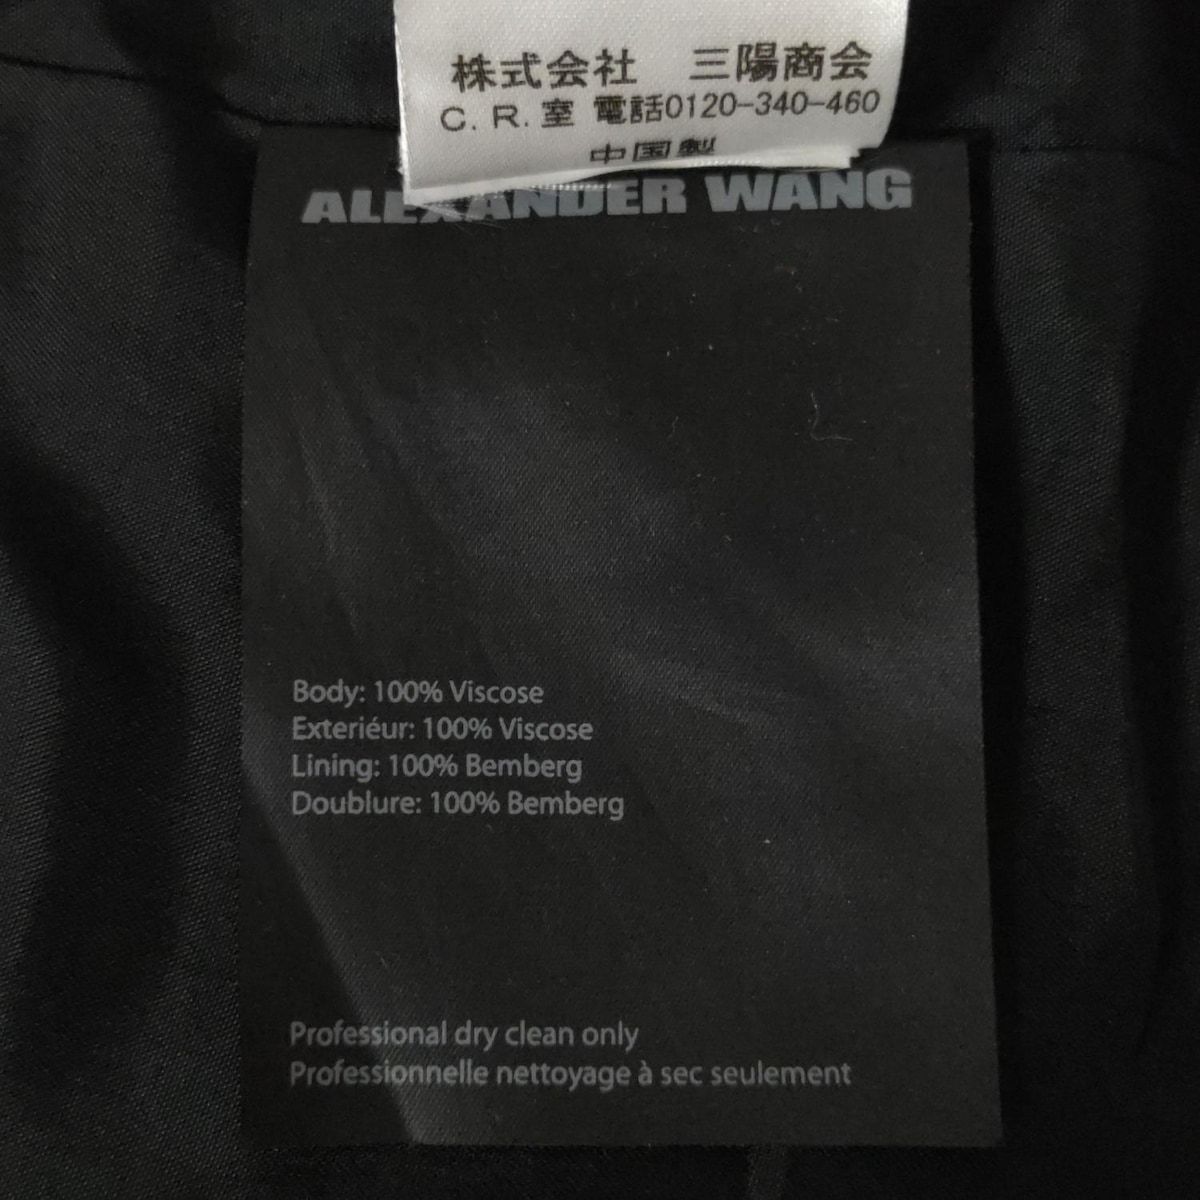 株式会社 三陽商会
C. R. 室 電話0120-340-460
中国製
ALEXANDER WANG
Body: 100% Viscose
Exteriéur: 100% Viscose
Lining: 100% Bemberg
Doublure: 100% Bemberg
Professional dry clean only
Professionnelle nettoyage à sec seulement